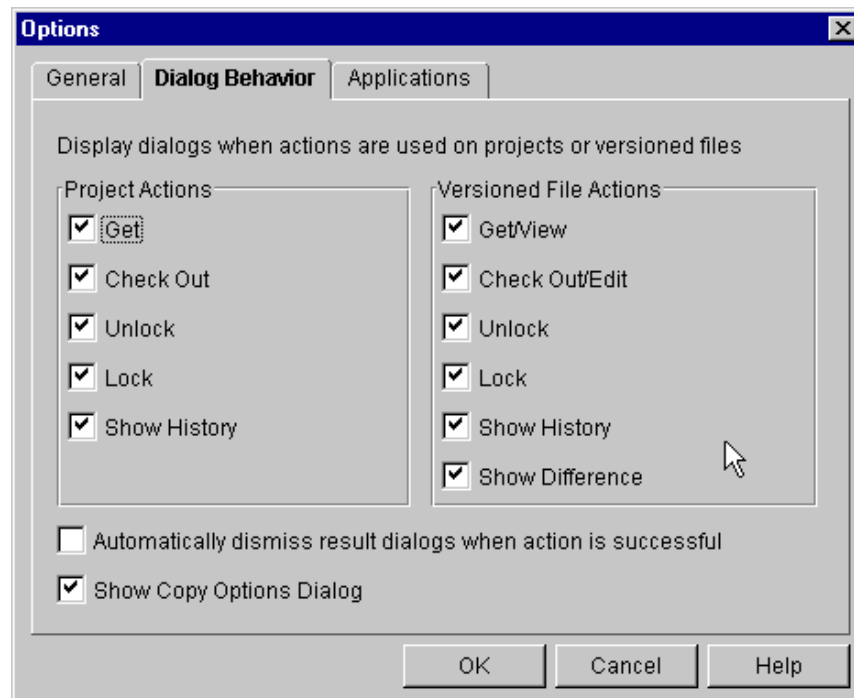 Options
General
Dialog Behavior
Applications
Display dialogs when actions are used on projects or versioned files
Project Actions
Get
Check Out
Unlock
Lock
Show History
Versioned File Actions
Get/View
Check Out/Edit
Unlock
Lock
Show History
Show Difference
Automatically dismiss result dialogs when action is successful
Show Copy Options Dialog
OK
Cancel
Help